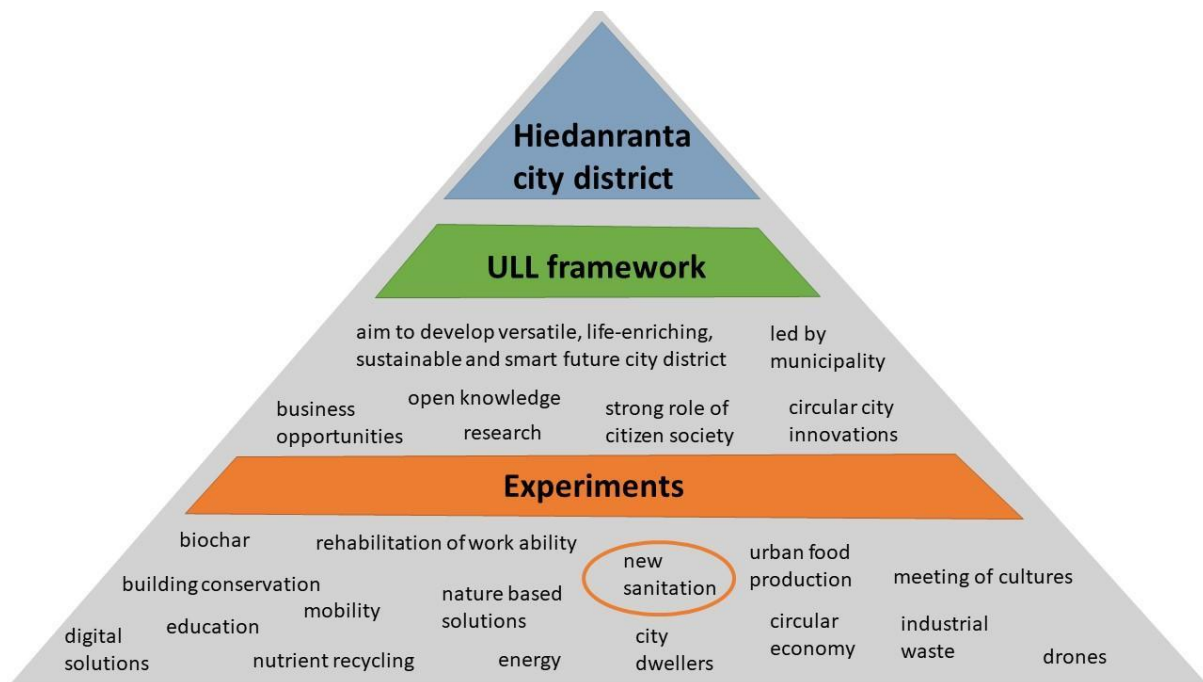 Hiedanranta
city district
ULL framework
aim to develop versatile, life-enriching,
sustainable and smart future city district
led by
municipality
business
opportunities
open knowledge
research
strong role of
citizen society
circular city
innovations
Experiments
biochar
rehabilitation of work ability
new
sanitation
urban food
production
meeting of cultures
building conservation
mobility
nature based
solutions
digital
solutions
education
nutrient recycling
energy
city
dwellers
circular
economy
industrial
waste
drones